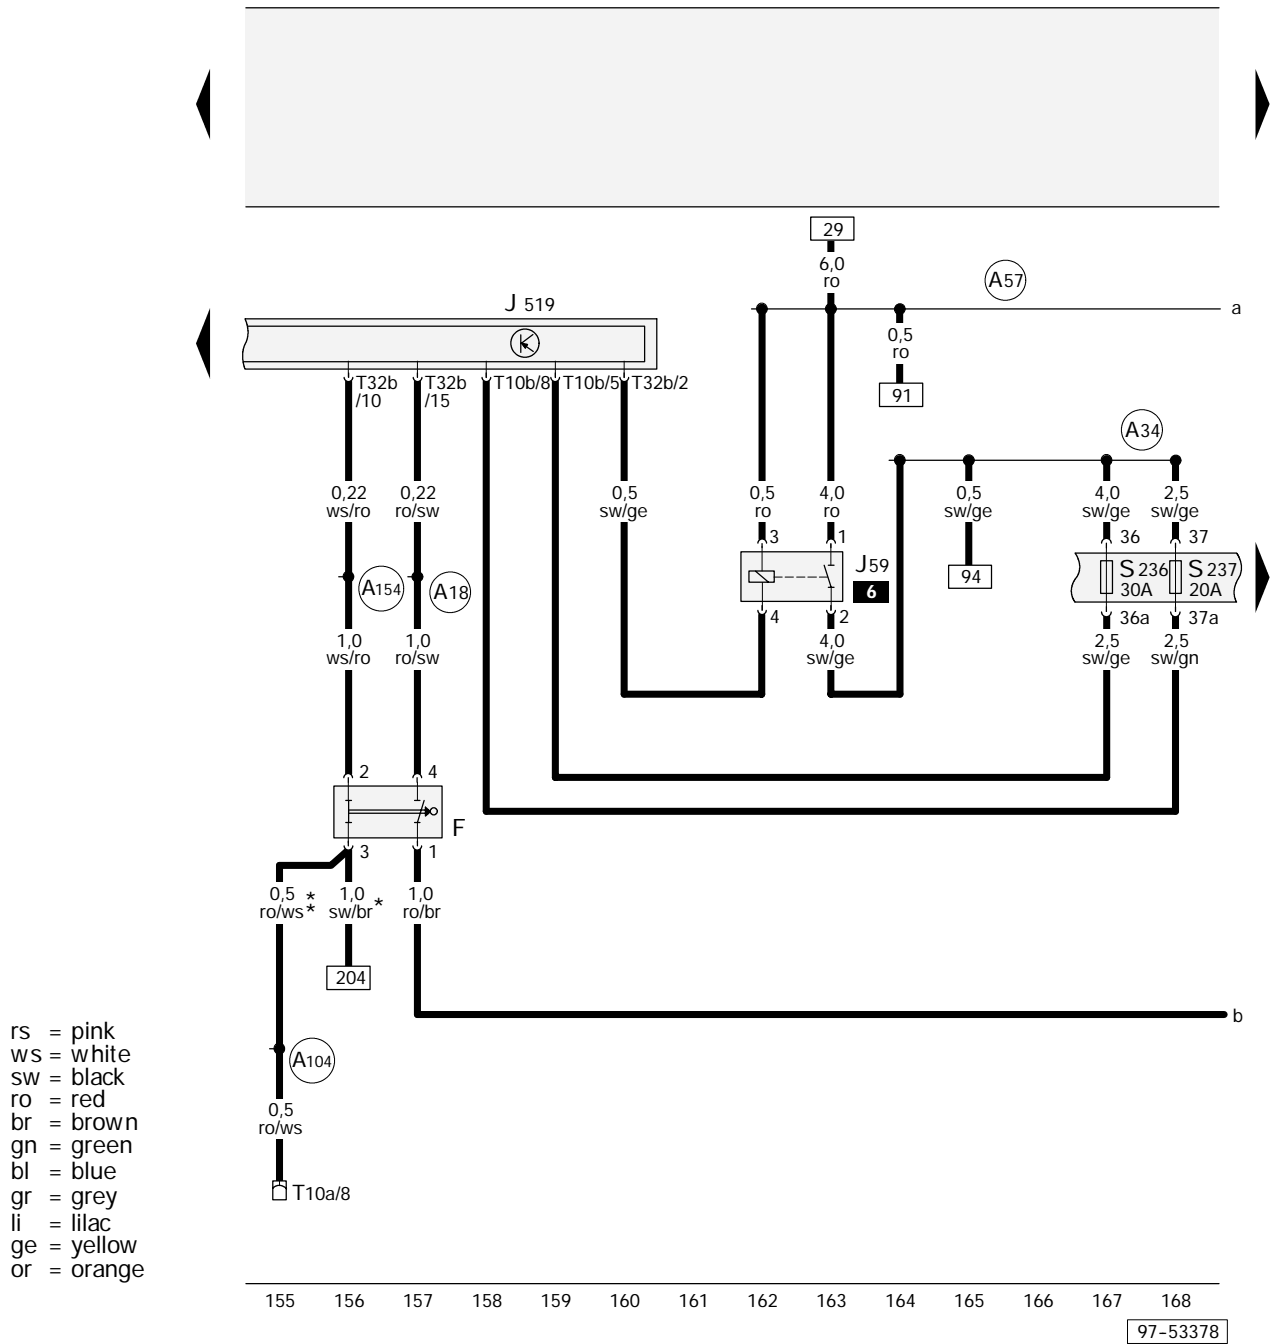 29
6,0
ro
A57
a
J 519
0,5
ro
91
T32b
/10
T32b
/15
T10b/8
T10b/5
T32b/2
A34
0,22
ws/ro
0,22
ro/sw
0,5
sw/ge
0,5
ro
4,0
ro
0,5
sw/ge
4,0
sw/ge
2,5
sw/ge
3
1
36
37
J59
6
94
S 236
30A
S 237
20A
A154
A18
4
2
36a
37a
1,0
ws/ro
1,0
ro/sw
4,0
sw/ge
2,5
sw/ge
2,5
sw/gn
2
4
F
3
1
0,5
ro/ws
*
*
1,0
sw/br*
1,0
ro/br
204
b
A104
0,5
ro/ws
T10a/8
rs = pink
ws = white
sw = black
ro = red
br = brown
gn = green
bl = blue
gr = grey
li = lilac
ge = yellow
or = orange
155 156 157 158 159 160 161 162 163 164 165 166 167 168
97-53378